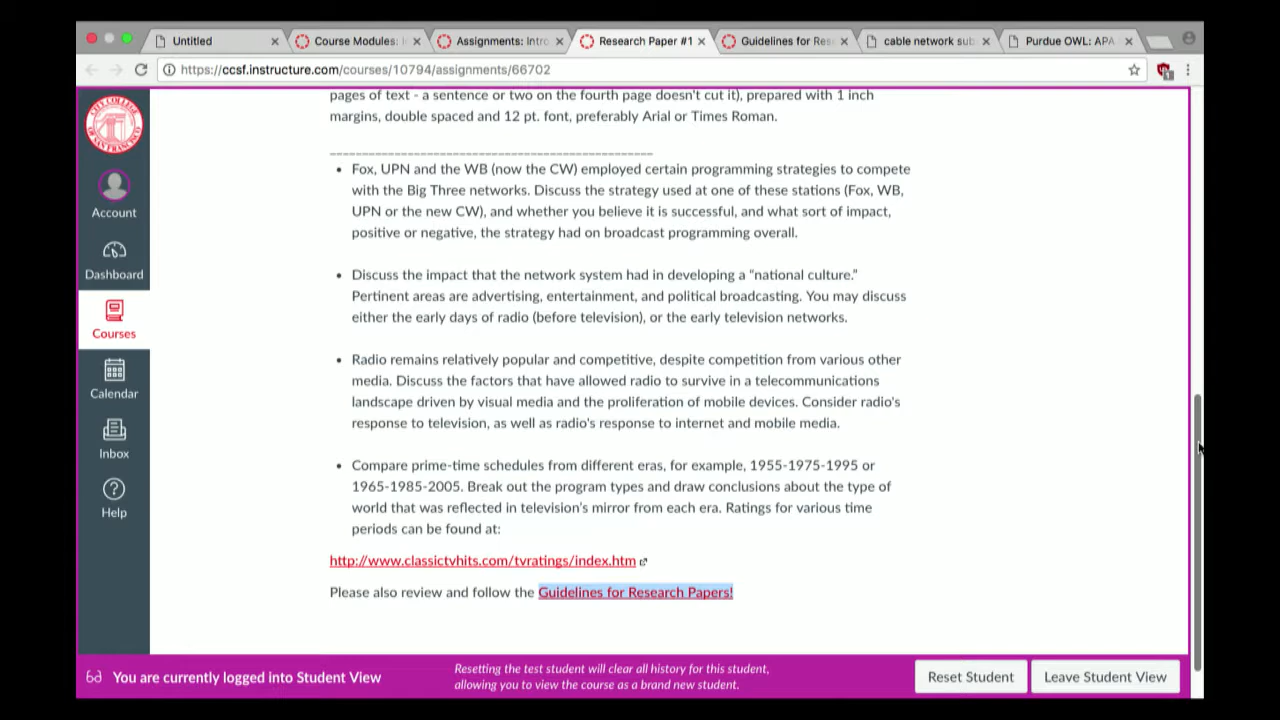 Untitled
Course Modules: I
Assignments: Intro
Research Paper #1
Guidelines for Res
cable network sub
Purdue OWL: APA
https://ccsf.instructure.com/courses/10794/assignments/66702
CITY COLLEGE
OF SAN FRANCISCO
Account
Dashboard
Courses
Calendar
Inbox
Help
pages of text - a sentence or two on the fourth page doesn't cut it), prepared with 1 inch
margins, double spaced and 12 pt. font, preferably Arial or Times Roman.
• Fox, UPN and the WB (now the CW) employed certain programming strategies to compete
with the Big Three networks. Discuss the strategy used at one of these stations (Fox, WB,
UPN or the new CW), and whether you believe it is successful, and what sort of impact,
positive or negative, the strategy had on broadcast programming overall.
• Discuss the impact that the network system had in developing a “national culture.”
Pertinent areas are advertising, entertainment, and political broadcasting. You may discuss
either the early days of radio (before television), or the early television networks.
• Radio remains relatively popular and competitive, despite competition from various other
media. Discuss the factors that have allowed radio to survive in a telecommunications
landscape driven by visual media and the proliferation of mobile devices. Consider radio's
response to television, as well as radio's response to internet and mobile media.
• Compare prime-time schedules from different eras, for example, 1955-1975-1995 or
1965-1985-2005. Break out the program types and draw conclusions about the type of
world that was reflected in television's mirror from each era. Ratings for various time
periods can be found at:
http://www.classictvhits.com/tvratings/index.htm
Please also review and follow the Guidelines for Research Papers!
You are currently logged into Student View
Resetting the test student will clear all history for this student,
allowing you to view the course as a brand new student.
Reset Student
Leave Student View